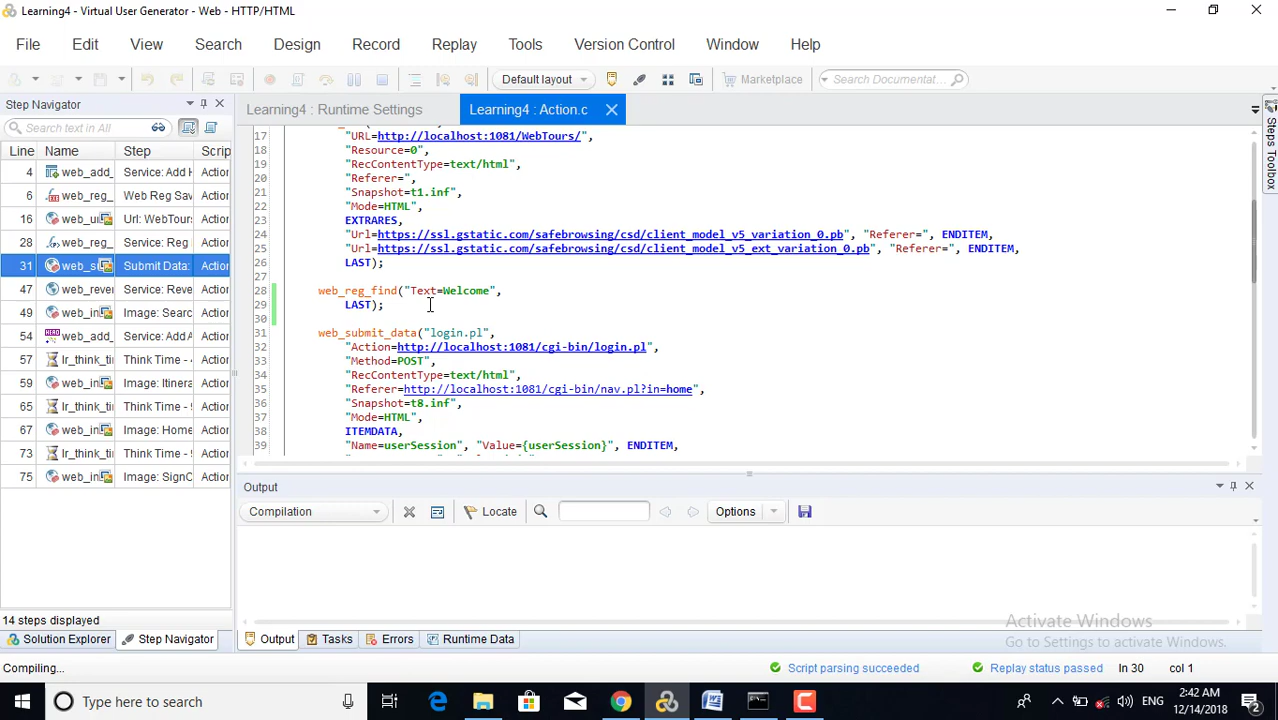 Learning4 - Virtual User Generator - Web - HTTP/HTML
File Edit View Search Design Record Replay Tools Version Control Window Help
Default layout Marketplace Search Documentat...
Step Navigator
Learning4 : Runtime Settings Learning4 : Action.c
Search text in All
Line Name Step Scrip
4 web_add_ Service: Add H Action
6 web_reg_ Web Reg Sav Action
16 web_u Url: WebTours Action
28 web_reg_ Service: Reg Action
31 web_s Submit Data: Action
47 web_reve Service: Reve Action
49 web_in Image: Searc Action
54 web_add_ Service: Add H Action
57 lr_think_ti Think Time - Action
59 web_in Image: Itinera Action
65 lr_think_ti Think Time - Action
67 web_in Image: Home Action
73 lr_think_ti Think Time - Action
75 web_in Image: SignO Action
14 steps displayed
Solution Explorer Step Navigator
17 "URL=http://localhost:1081/WebTours/",
18 "Resource=0",
19 "RecContentType=text/html",
20 "Referer=",
21 "Snapshot=t1.inf",
22 "Mode=HTML",
23 EXTRARES,
24 "Url=https://ssl.gstatic.com/safebrowsing/csd/client_model_v5_variation_0.pb", "Referer=", ENDITEM,
25 "Url=https://ssl.gstatic.com/safebrowsing/csd/client_model_v5_ext_variation_0.pb", "Referer=", ENDITEM,
26 LAST);
27
28 web_reg_find("Text=Welcome",
29 LAST);
30
31 web_submit_data("login.pl",
32 "Action=http://localhost:1081/cgi-bin/login.pl",
33 "Method=POST",
34 "RecContentType=text/html",
35 "Referer=http://localhost:1081/cgi-bin/nav.pl?in=home",
36 "Snapshot=t8.inf",
37 "Mode=HTML",
38 ITEMDATA,
39 "Name=userSession", "Value={userSession}", ENDITEM,
Output
Compilation Locate Options
Activate Windows
Go to Settings to activate Windows.
Output Tasks Errors Runtime Data
Compiling... Script parsing succeeded Replay status passed ln 30 col 1
Type here to search
ENG
2:42 AM
12/14/2018
2
Steps Toolbox